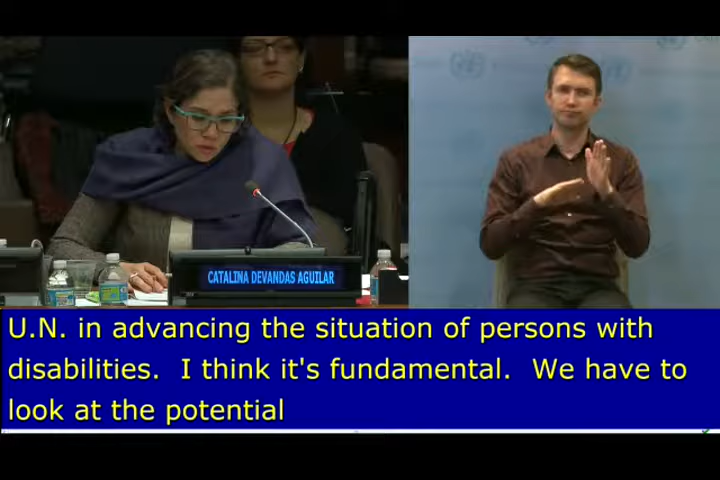 CATALINA DEVANDAS AGUILAR
U.N. in advancing the situation of persons with
disabilities.  I think it's fundamental.  We have to
look at the potential